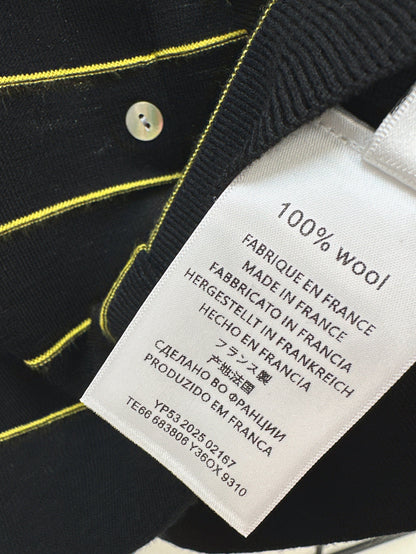 100% wool
FABRIQUE EN FRANCE
MADE IN FRANCE
FABBRICATO IN FRANCIA
HERGESTELLT IN FRANKREICH
HECHO EN FRANCIA
フランス製
产地法国
СДЕЛАНО ВО ФРАНЦИИ
PRODUZIDO EM FRANCA
YP53 2025 02167
TE66 683806 Y36OX 9310